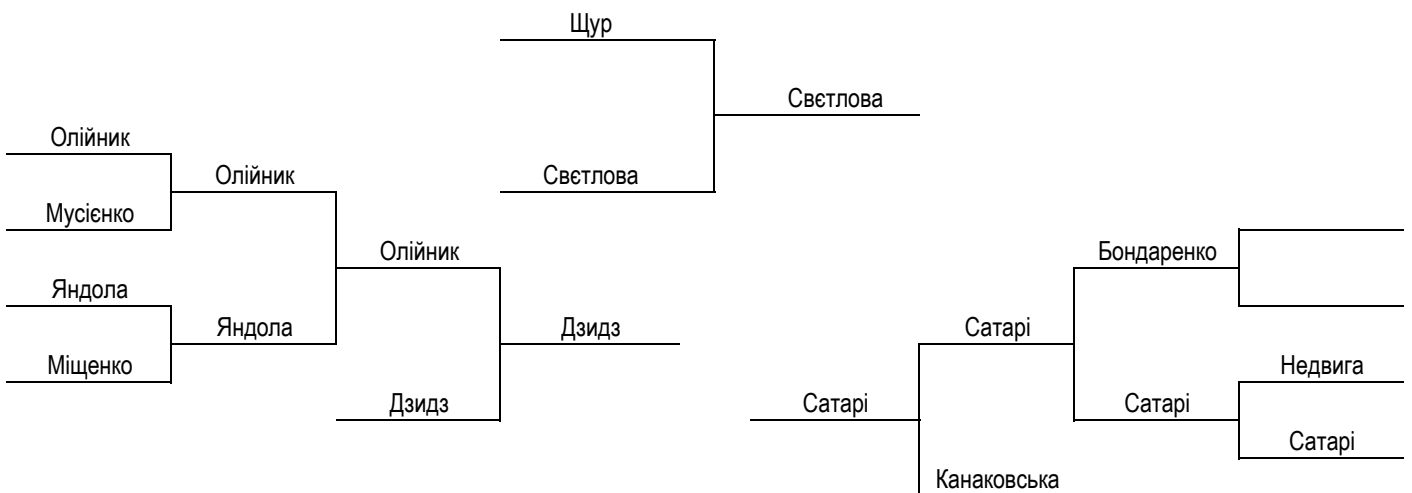 Щур
Свєтлова
Олійник
Олійник
Свєтлова
Мусієнко
Олійник
Бондаренко
Яндола
Яндола
Дзидз
Сатарі
Міщенко
Недвига
Дзидз
Сатарі
Сатарі
Сатарі
Канаковська